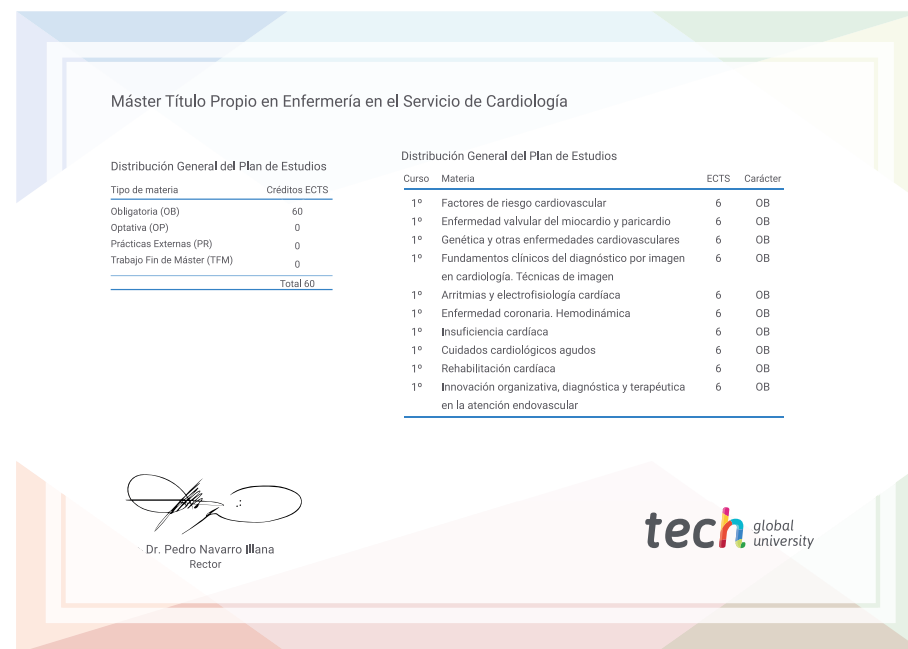 Máster Título Propio en Enfermería en el Servicio de Cardiología
Distribución General del Plan de Estudios
Tipo de materia Créditos ECTS
Obligatoria (OB) 60
Optativa (OP) 0
Prácticas Externas (PR) 0
Trabajo Fin de Máster (TFM) 0
Total 60
Distribución General del Plan de Estudios
Curso Materia ECTS Carácter
1º Factores de riesgo cardiovascular 6 OB
1º Enfermedad valvular del miocardio y paricardio 6 OB
1º Genética y otras enfermedades cardiovasculares 6 OB
1º Fundamentos clínicos del diagnóstico por imagen 6 OB
en cardiología. Técnicas de imagen
1º Arritmias y electrofisiología cardíaca 6 OB
1º Enfermedad coronaria. Hemodinámica 6 OB
1º Insuficiencia cardíaca 6 OB
1º Cuidados cardiológicos agudos 6 OB
1º Rehabilitación cardíaca 6 OB
1º Innovación organizativa, diagnóstica y terapéutica 6 OB
en la atención endovascular
Dr. Pedro Navarro Illana
Rector
tech global
university